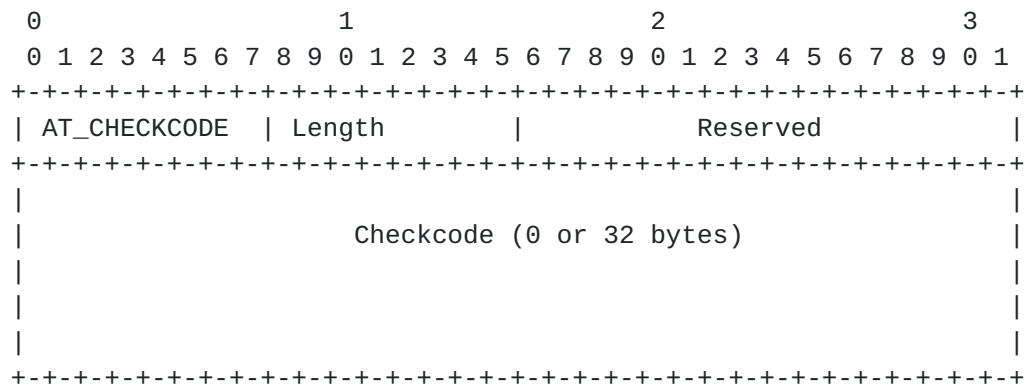 0                   1                   2                   3
 0 1 2 3 4 5 6 7 8 9 0 1 2 3 4 5 6 7 8 9 0 1 2 3 4 5 6 7 8 9 0 1
+-+-+-+-+-+-+-+-+-+-+-+-+-+-+-+-+-+-+-+-+-+-+-+-+-+-+-+-+-+-+-+-+
| AT_CHECKCODE  | Length        |           Reserved            |
+-+-+-+-+-+-+-+-+-+-+-+-+-+-+-+-+-+-+-+-+-+-+-+-+-+-+-+-+-+-+-+-+
|                                                               |
|                     Checkcode (0 or 32 bytes)                 |
|                                                               |
|                                                               |
|                                                               |
+-+-+-+-+-+-+-+-+-+-+-+-+-+-+-+-+-+-+-+-+-+-+-+-+-+-+-+-+-+-+-+-+